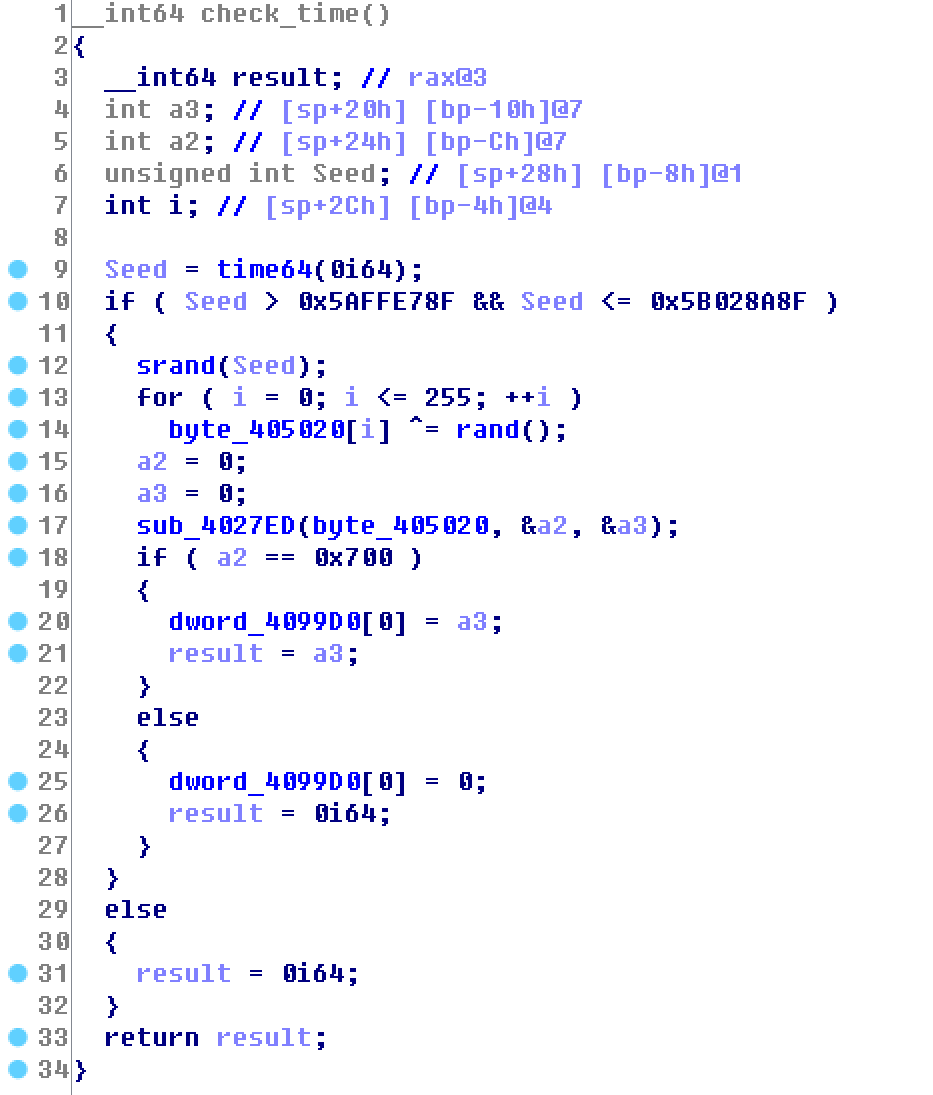 1 __int64 check_time()
2 {
3   __int64 result; // rax@3
4   int a3; // [sp+20h] [bp-10h]@7
5   int a2; // [sp+24h] [bp-Ch]@7
6   unsigned int Seed; // [sp+28h] [bp-8h]@1
7   int i; // [sp+2Ch] [bp-4h]@4
8
9   Seed = time64(0i64);
10   if ( Seed > 0x5AFFE78F && Seed <= 0x5B028A8F )
11   {
12     srand(Seed);
13     for ( i = 0; i <= 255; ++i )
14       byte_405020[i] ^= rand();
15     a2 = 0;
16     a3 = 0;
17     sub_4027ED(byte_405020, &a2, &a3);
18     if ( a2 == 0x700 )
19     {
20       dword_4099D0[0] = a3;
21       result = a3;
22     }
23     else
24     {
25       dword_4099D0[0] = 0;
26       result = 0i64;
27     }
28   }
29   else
30   {
31     result = 0i64;
32   }
33   return result;
34 }